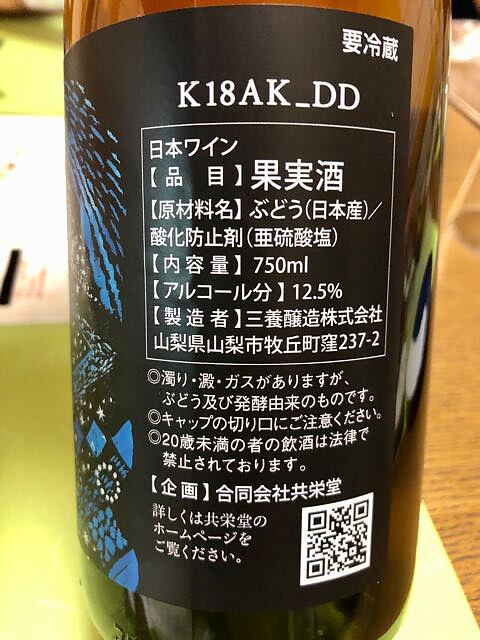 要冷蔵
K18AK_DD
日本ワイン
【品 目】果実酒
【原材料名】ぶどう(日本産)/
酸化防止剤(亜硫酸塩)
【内容量】750ml
【アルコール分】12.5%
【製造者】三養醸造株式会社
山梨県山梨市牧丘町窪237-2
◎濁り・澱・ガスがありますが、
ぶどう及び発酵由来のものです。
◎キャップの切り口にご注意ください。
◎20歳未満の者の飲酒は法律で
禁止されております。
【企画】合同会社共栄堂
詳しくは共栄堂の
ホームページを
ご覧ください。